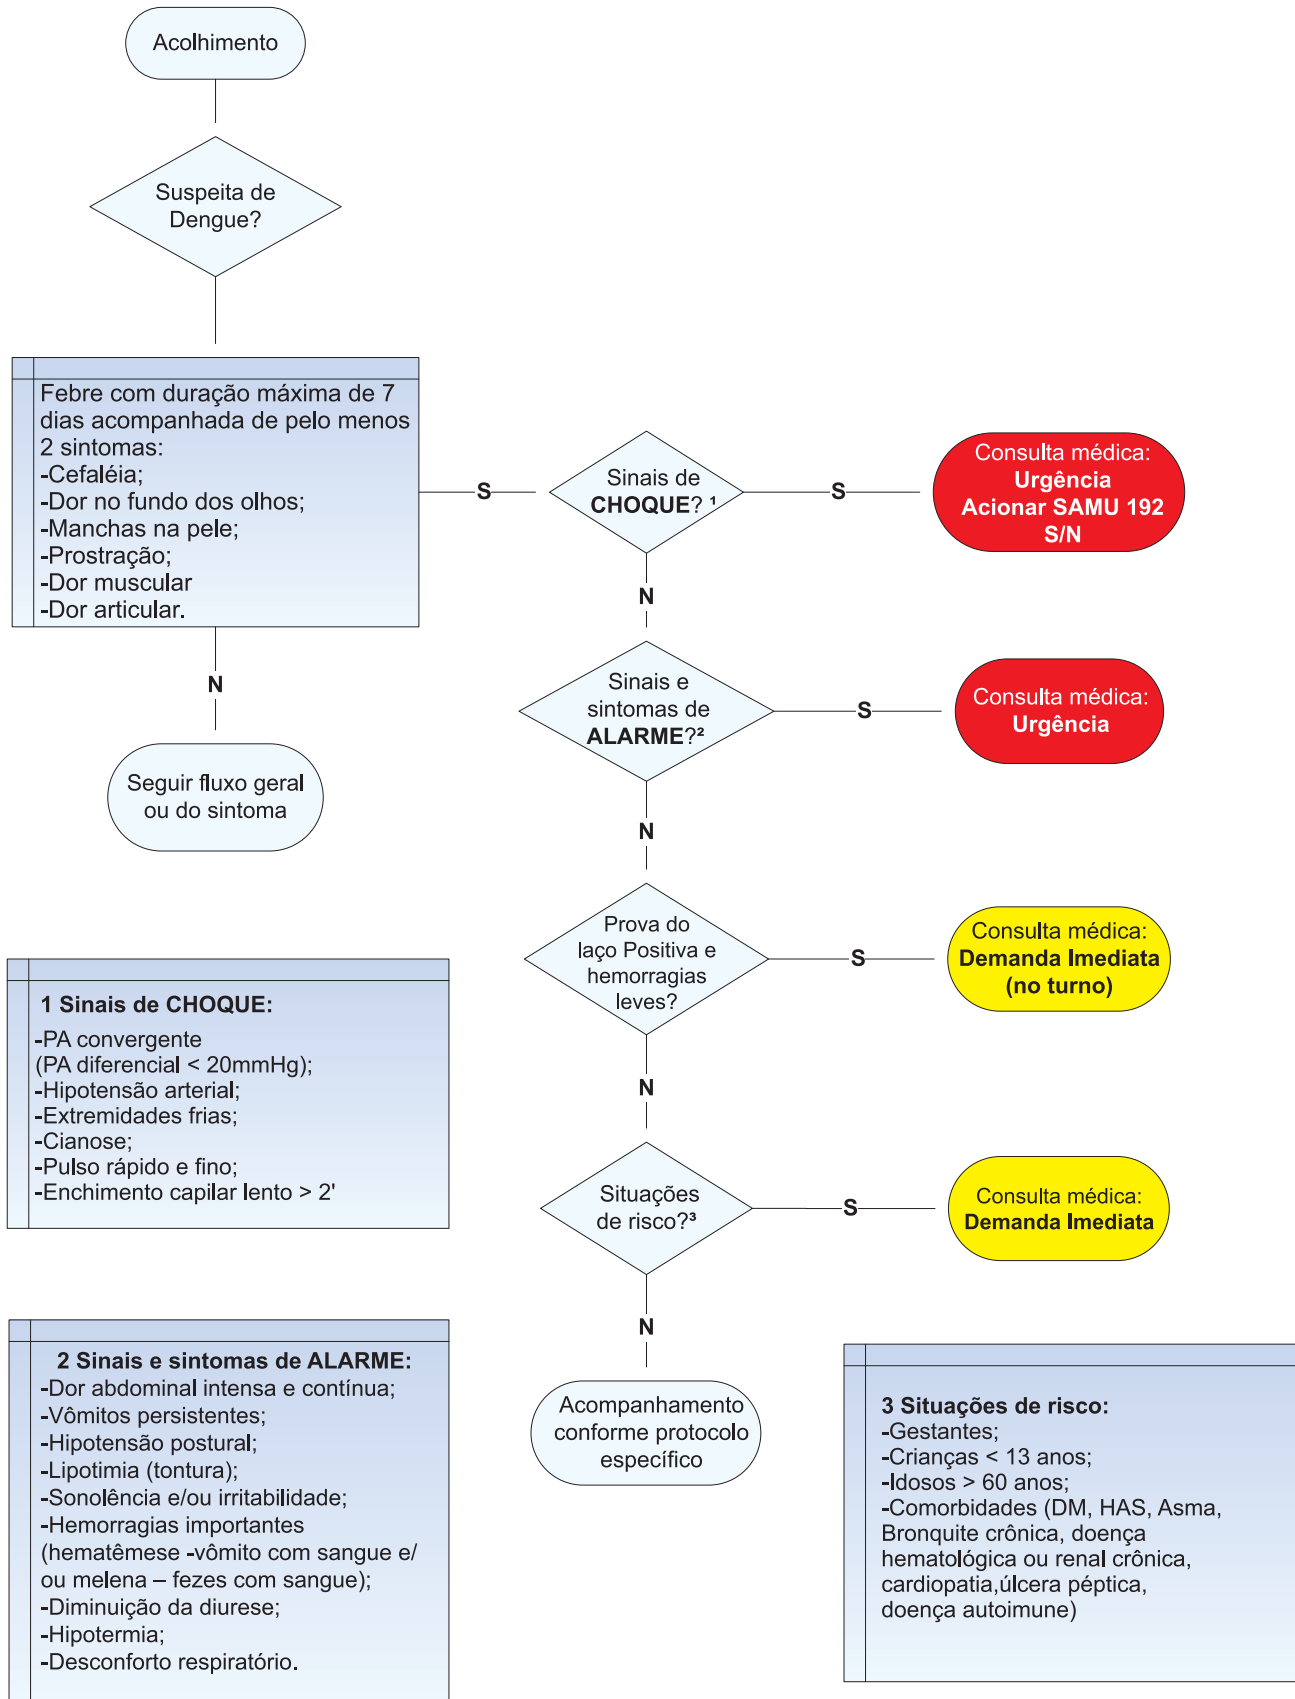 Acolhimento
Suspeita de
Dengue?
Febre com duração máxima de 7
dias acompanhada de pelo menos
2 sintomas:
-Cefaléia;
-Dor no fundo dos olhos;
-Manchas na pele;
-Prostração;
-Dor muscular
-Dor articular.
S
Sinais de
CHOQUE? ¹
S
Consulta médica:
Urgência
Acionar SAMU 192
S/N
N
N
Sinais e
sintomas de
ALARME?²
S
Consulta médica:
Urgência
Seguir fluxo geral
ou do sintoma
N
Prova do
laço Positiva e
hemorragias
leves?
S
Consulta médica:
Demanda Imediata
(no turno)
1 Sinais de CHOQUE:
-PA convergente
(PA diferencial < 20mmHg);
-Hipotensão arterial;
-Extremidades frias;
-Cianose;
-Pulso rápido e fino;
-Enchimento capilar lento > 2'
N
Situações
de risco?³
S
Consulta médica:
Demanda Imediata
N
Acompanhamento
conforme protocolo
específico
2 Sinais e sintomas de ALARME:
-Dor abdominal intensa e contínua;
-Vômitos persistentes;
-Hipotensão postural;
-Lipotimia (tontura);
-Sonolência e/ou irritabilidade;
-Hemorragias importantes
(hematêmese -vômito com sangue e/
ou melena – fezes com sangue);
-Diminuição da diurese;
-Hipotermia;
-Desconforto respiratório.
3 Situações de risco:
-Gestantes;
-Crianças < 13 anos;
-Idosos > 60 anos;
-Comorbidades (DM, HAS, Asma,
Bronquite crônica, doença
hematológica ou renal crônica,
cardiopatia,úlcera péptica,
doença autoimune)